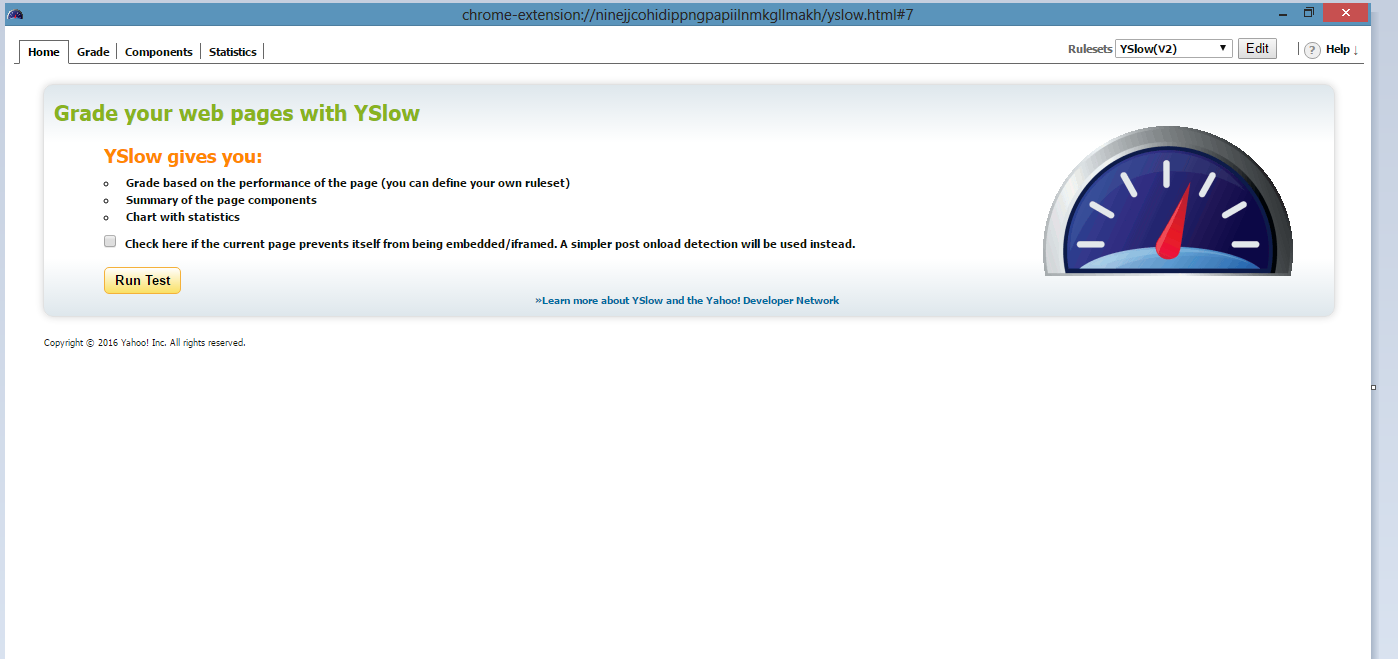 chrome-extension://ninejjcohidippngpapiilnmkgllmakh/yslow.html#7
Home Grade Components Statistics Rulesets YSlow(V2) Edit ? Help ↓
Grade your web pages with YSlow
YSlow gives you:
Grade based on the performance of the page (you can define your own ruleset)
Summary of the page components
Chart with statistics
Check here if the current page prevents itself from being embedded/iframed. A simpler post onload detection will be used instead.
Run Test
»Learn more about YSlow and the Yahoo! Developer Network
Copyright © 2016 Yahoo! Inc. All rights reserved.